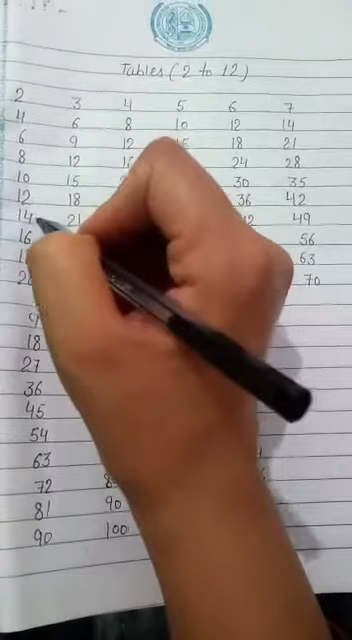 Tables (2 to 12)
2 3 4 5 6 7
4 6 8 10 12 14
6 9 12 15 18 21
8 12 16 24 28
10 15 30 35
12 18 36 42
14 21 49
16 56
63
70
9
18
27
36
45
54
63
72
81 90
90 100